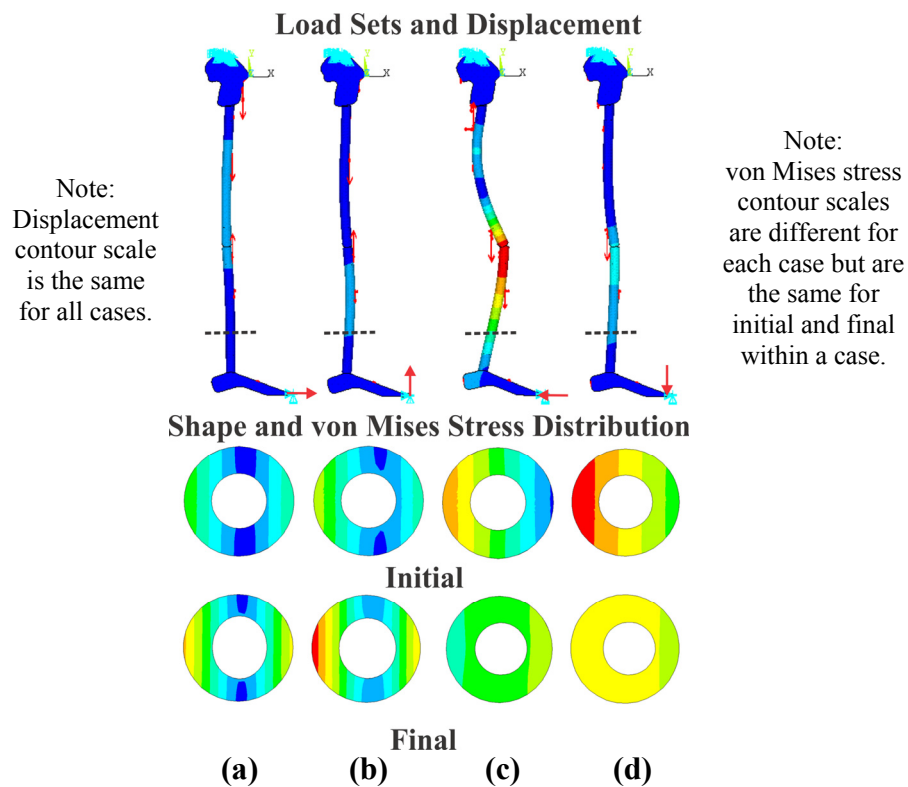 Load Sets and Displacement
Y
X
Y
X
Y
X
Y
X
Note:
Displacement
contour scale
is the same
for all cases.
Note:
von Mises stress
contour scales
are different for
each case but are
the same for
initial and final
within a case.
Shape and von Mises Stress Distribution
Initial
Final
(a) (b) (c) (d)